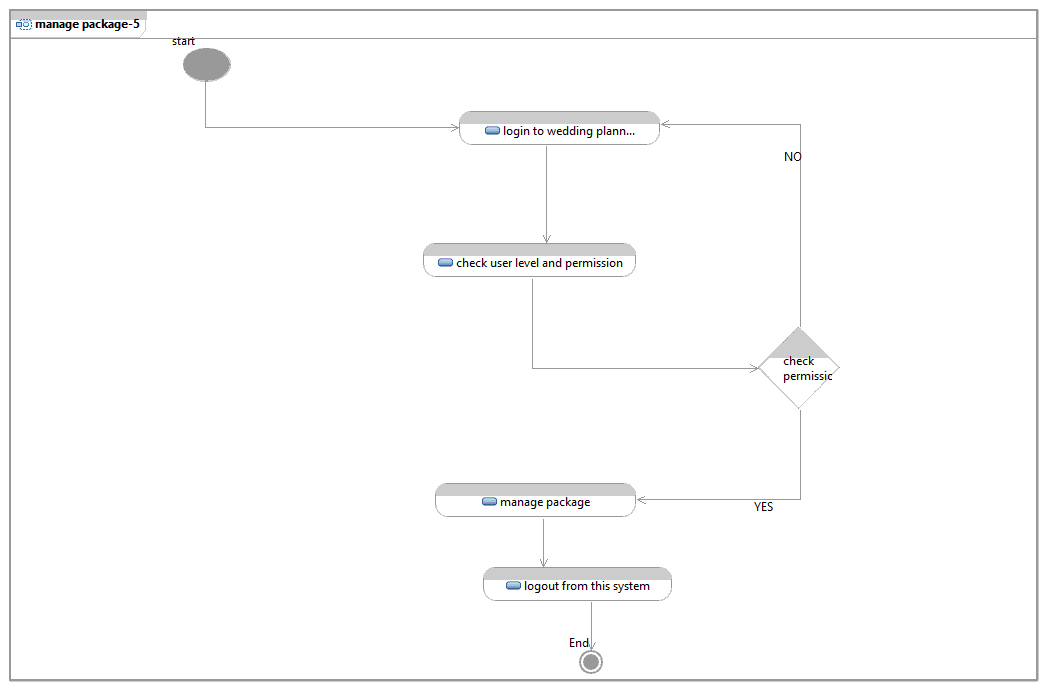 manage package-5
start
login to wedding plann...
NO
check user level and permission
check
permissic
manage package
YES
logout from this system
End